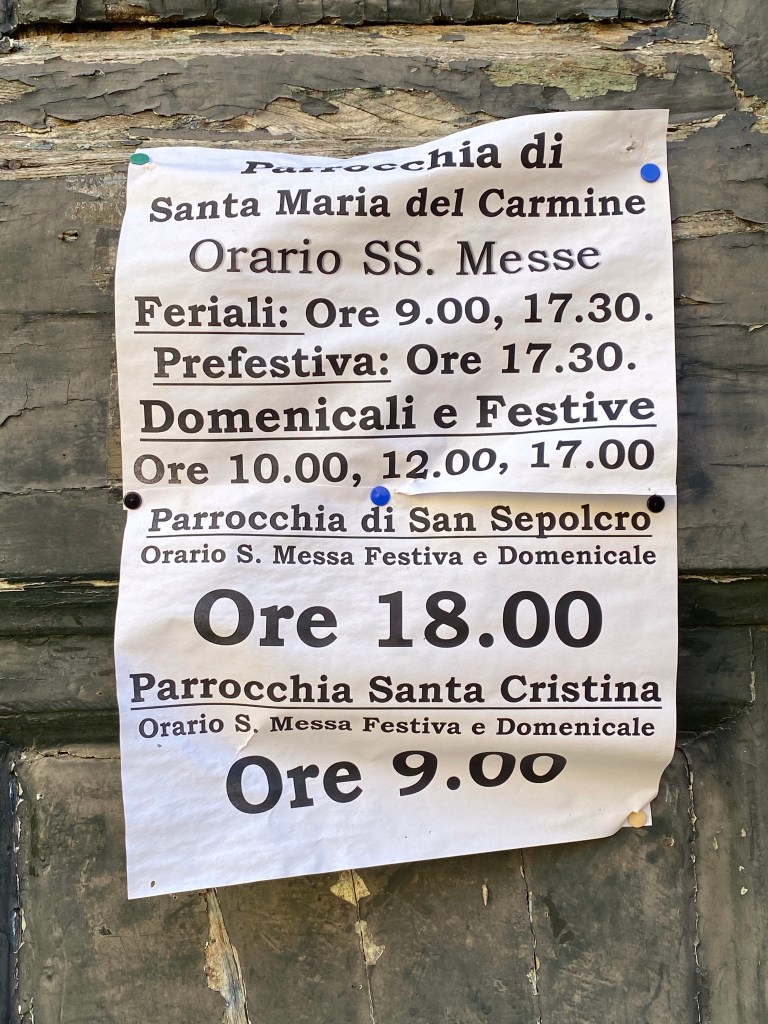 Parrocchia di
Santa Maria del Carmine
Orario SS. Messe
Feriali: Ore 9.00, 17.30.
Prefestiva: Ore 17.30.
Domenicali e Festive
Ore 10.00, 12.00, 17.00
Parrocchia di San Sepolcro
Orario S. Messa Festiva e Domenicale
Ore 18.00
Parrocchia Santa Cristina
Orario S. Messa Festiva e Domenicale
Ore 9.00